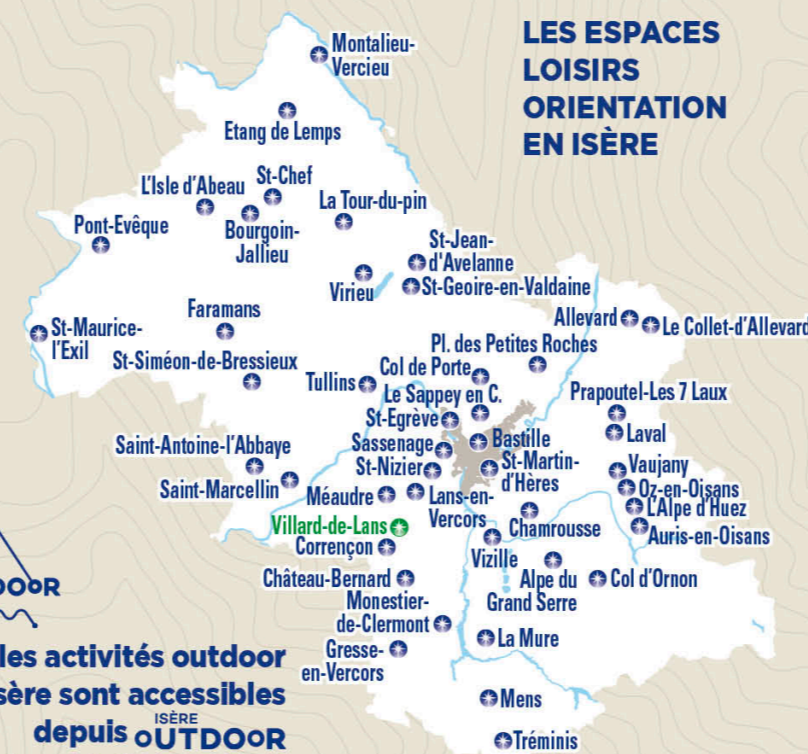 LES ESPACES
LOISIRS
ORIENTATION
EN ISÈRE
Montalieu-
Vercieu
Etang de Lemps
St-Chef
L'Isle d'Abeau
La Tour-du-pin
Pont-Evêque
Bourgoin-
Jallieu
St-Jean-
d'Avelanne
Virieu
St-Geoire-en-Valdaine
Faramans
Allevard
Le Collet-d'Allevard
St-Maurice-
l'Exil
Pl. des Petites Roches
St-Siméon-de-Bressieux
Col de Porte
Tullins
Le Sappey en C.
Prapoutel-Les 7 Laux
St-Egrève
Laval
Saint-Antoine-l'Abbaye
Sassenage
Bastille
St-Nizier
St-Martin-
d'Hères
Vaujany
Saint-Marcellin
Méaudre
Lans-en-
Vercors
Oz-en-Oisans
L'Alpe d'Huez
Villard-de-Lans
Chamrousse
Auris-en-Oisans
Corrençon
Vizille
Château-Bernard
Alpe du
Grand Serre
Col d'Ornon
Monestier-
de-Clermont
La Mure
Gresse-
en-Vercors
Mens
Tréminis
les activités outdoor
sère sont accessibles
depuis ISÈRE OUTDOOR